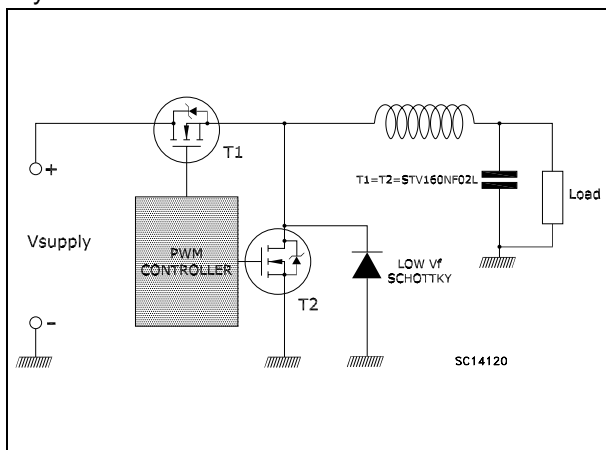 T1
T1=T2=STV160NF02L
Load
+
Vsupply
PWM
CONTROLLER
LOW Vf
SCHOTTKY
T2
-
SC14120